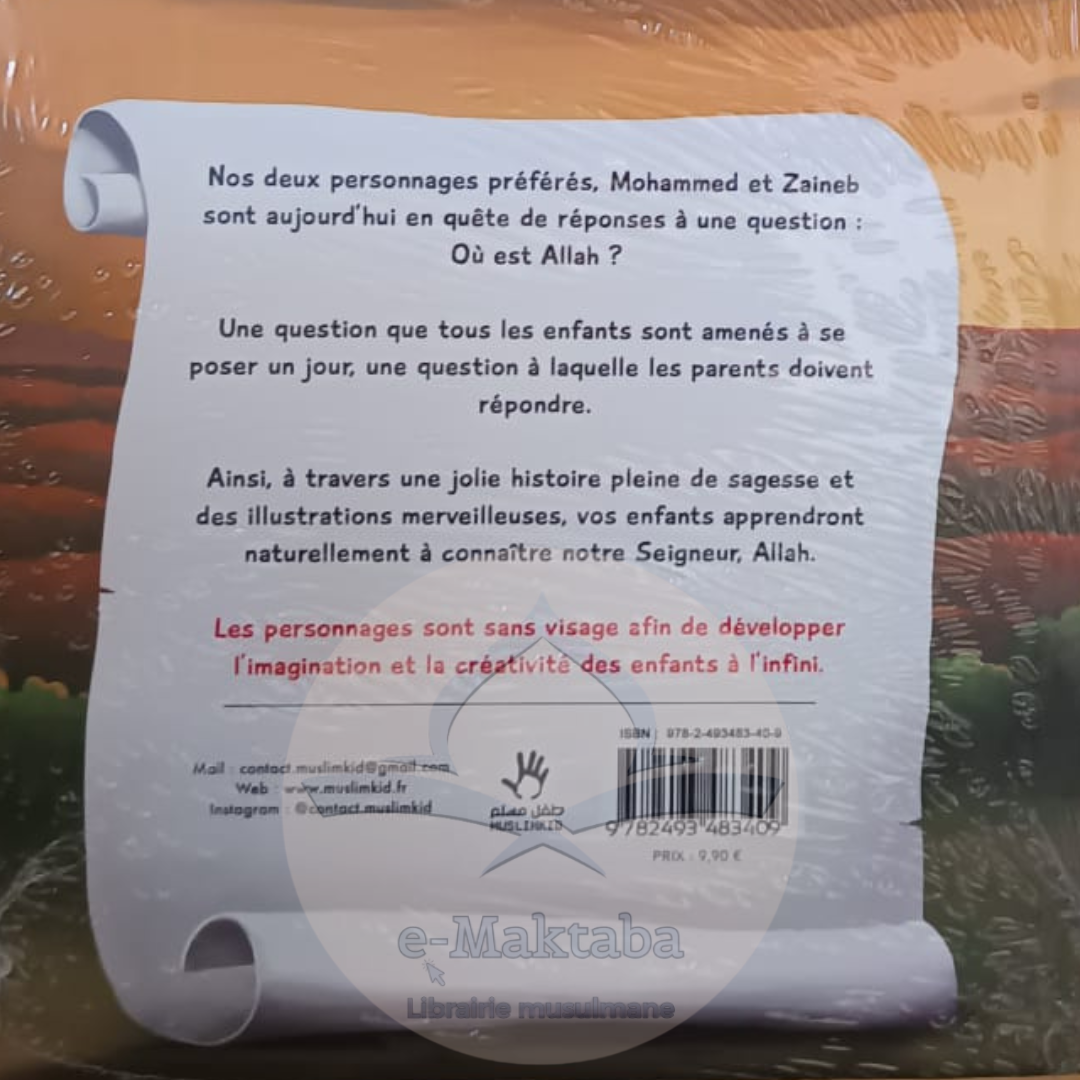 Nos deux personnages préférés, Mohammed et Zaineb
sont aujourd'hui en quête de réponses à une question :
Où est Allah ?
Une question que tous les enfants sont amenés à se
poser un jour, une question à laquelle les parents doivent
répondre.
Ainsi, à travers une jolie histoire pleine de sagesse et
des illustrations merveilleuses, vos enfants apprendront
naturellement à connaître notre Seigneur, Allah.
Les personnages sont sans visage afin de développer
l'imagination et la créativité des enfants à l'infini.
Mail : contact.muslimkid@gmail.com
Web : www.muslimkid.fr
Instagram : @contact.muslimkid
طفل مسلم
MUSLIMKID
ISBN : 978-2-493483-40-9
9782493483409
PRIX : 9,90 €
e-Maktaba
Librairie musulmane